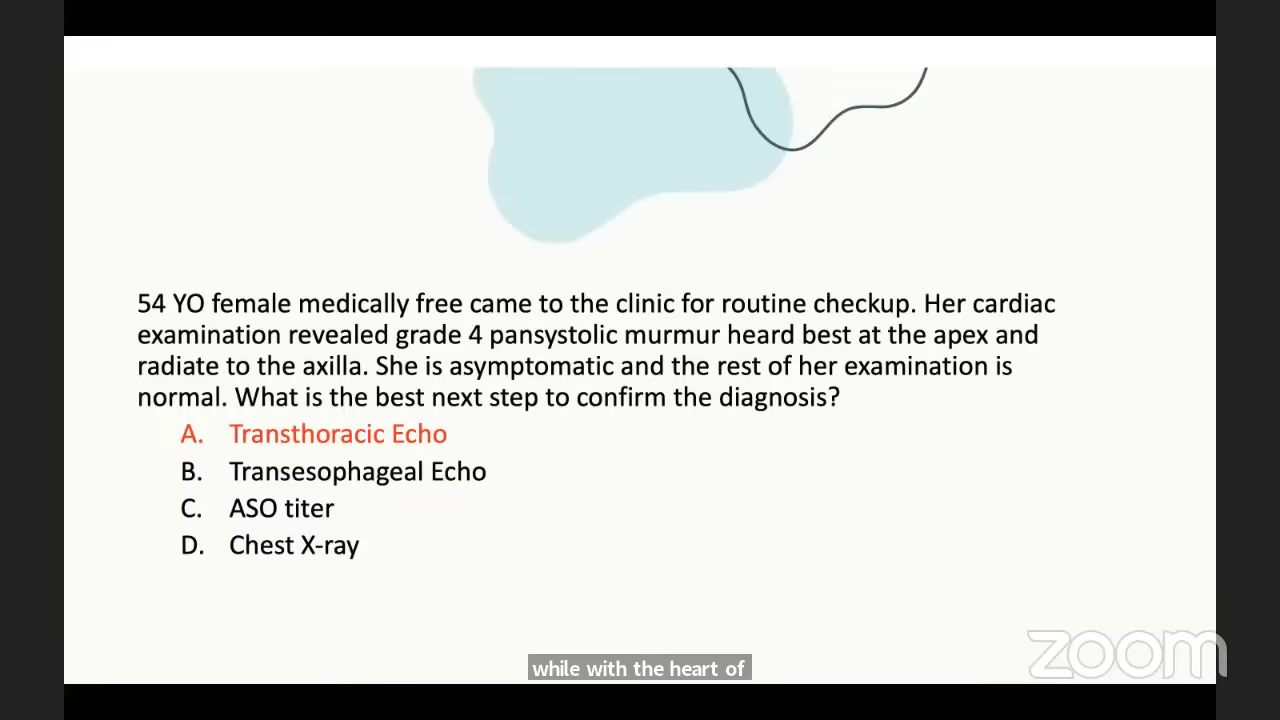 54 YO female medically free came to the clinic for routine checkup. Her cardiac
examination revealed grade 4 pansystolic murmur heard best at the apex and
radiate to the axilla. She is asymptomatic and the rest of her examination is
normal. What is the best next step to confirm the diagnosis?
A. Transthoracic Echo
B. Transesophageal Echo
C. ASO titer
D. Chest X-ray
zoom
while with the heart of